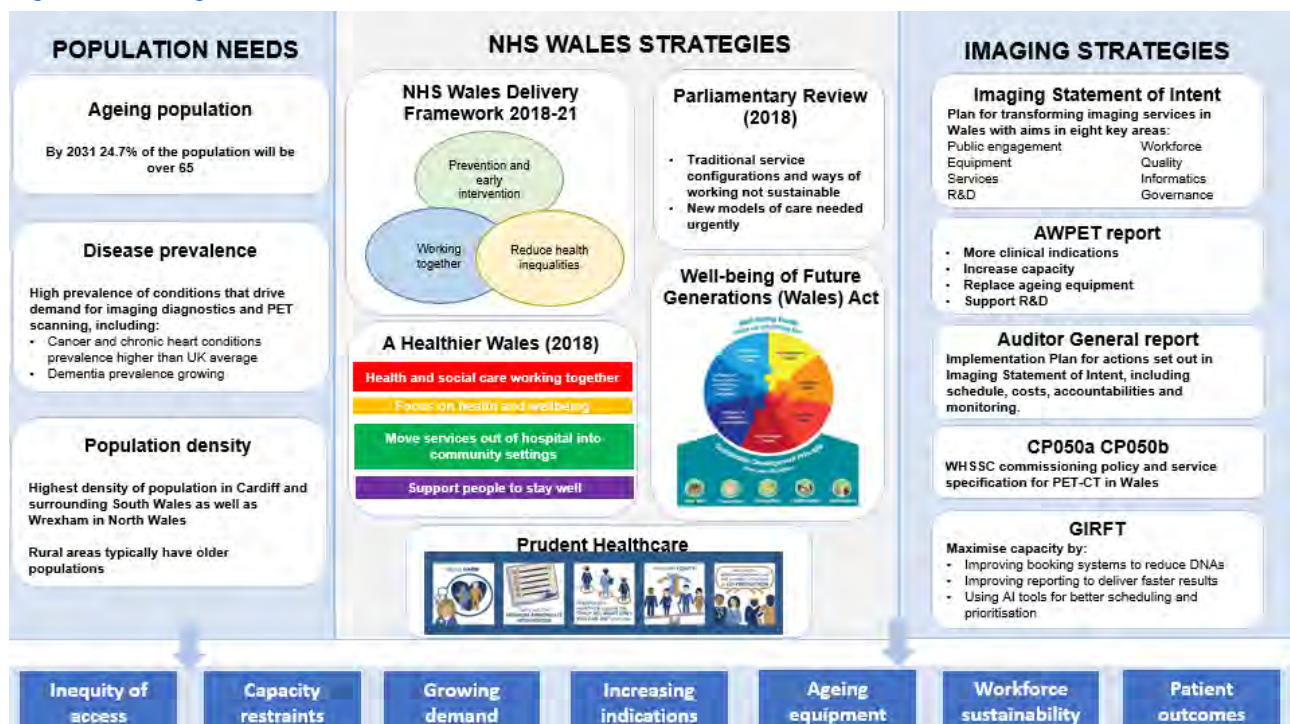 POPULATION NEEDS
Ageing population
By 2031 24.7% of the population will be
over 65
Disease prevalence
High prevalence of conditions that drive
demand for imaging diagnostics and PET
scanning, including:
• Cancer and chronic heart conditions
prevalence higher than UK average
• Dementia prevalence growing
Population density
Highest density of population in Cardiff and
surrounding South Wales as well as
Wrexham in North Wales
Rural areas typically have older
populations
NHS WALES STRATEGIES
NHS Wales Delivery
Framework 2018-21
Prevention and
early
intervention
Working
together
Reduce health
inequalities
A Healthier Wales (2018)
Health and social care working together
Focus on health and wellbeing
Move services out of hospital into
community settings
Support people to stay well
Parliamentary Review
(2018)
• Traditional service
configurations and ways of
working not sustainable
• New models of care needed
urgently
Well-being of Future
Generations (Wales) Act
Prudent Healthcare
IMAGING STRATEGIES
Imaging Statement of Intent
Plan for transforming imaging services in
Wales with aims in eight key areas:
Public engagement Workforce
Equipment Quality
Services Informatics
R&D Governance
AWPET report
• More clinical indications
• Increase capacity
• Replace ageing equipment
• Support R&D
Auditor General report
Implementation Plan for actions set out in
Imaging Statement of Intent, including
schedule, costs, accountabilities and
monitoring.
CP050a CP050b
WHSSC commissioning policy and service
specification for PET-CT in Wales
GIRFT
Maximise capacity by:
• Improving booking systems to reduce DNAs
• Improving reporting to deliver faster results
• Using AI tools for better scheduling and
prioritisation
Inequity of
access
Capacity
restraints
Growing
demand
Increasing
indications
Ageing
equipment
Workforce
sustainability
Patient
outcomes